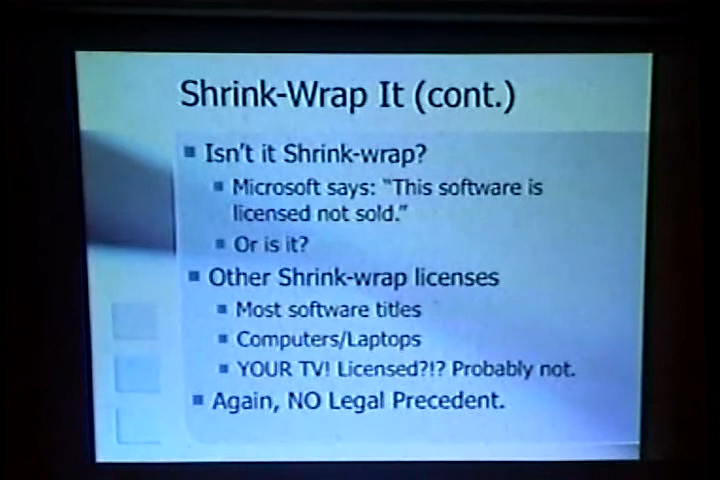 Shrink-Wrap It (cont.)
Isn't it Shrink-wrap?
Microsoft says: "This software is
licensed not sold."
Or is it?
Other Shrink-wrap licenses
Most software titles
Computers/Laptops
YOUR TV! Licensed?!? Probably not.
Again, NO Legal Precedent.